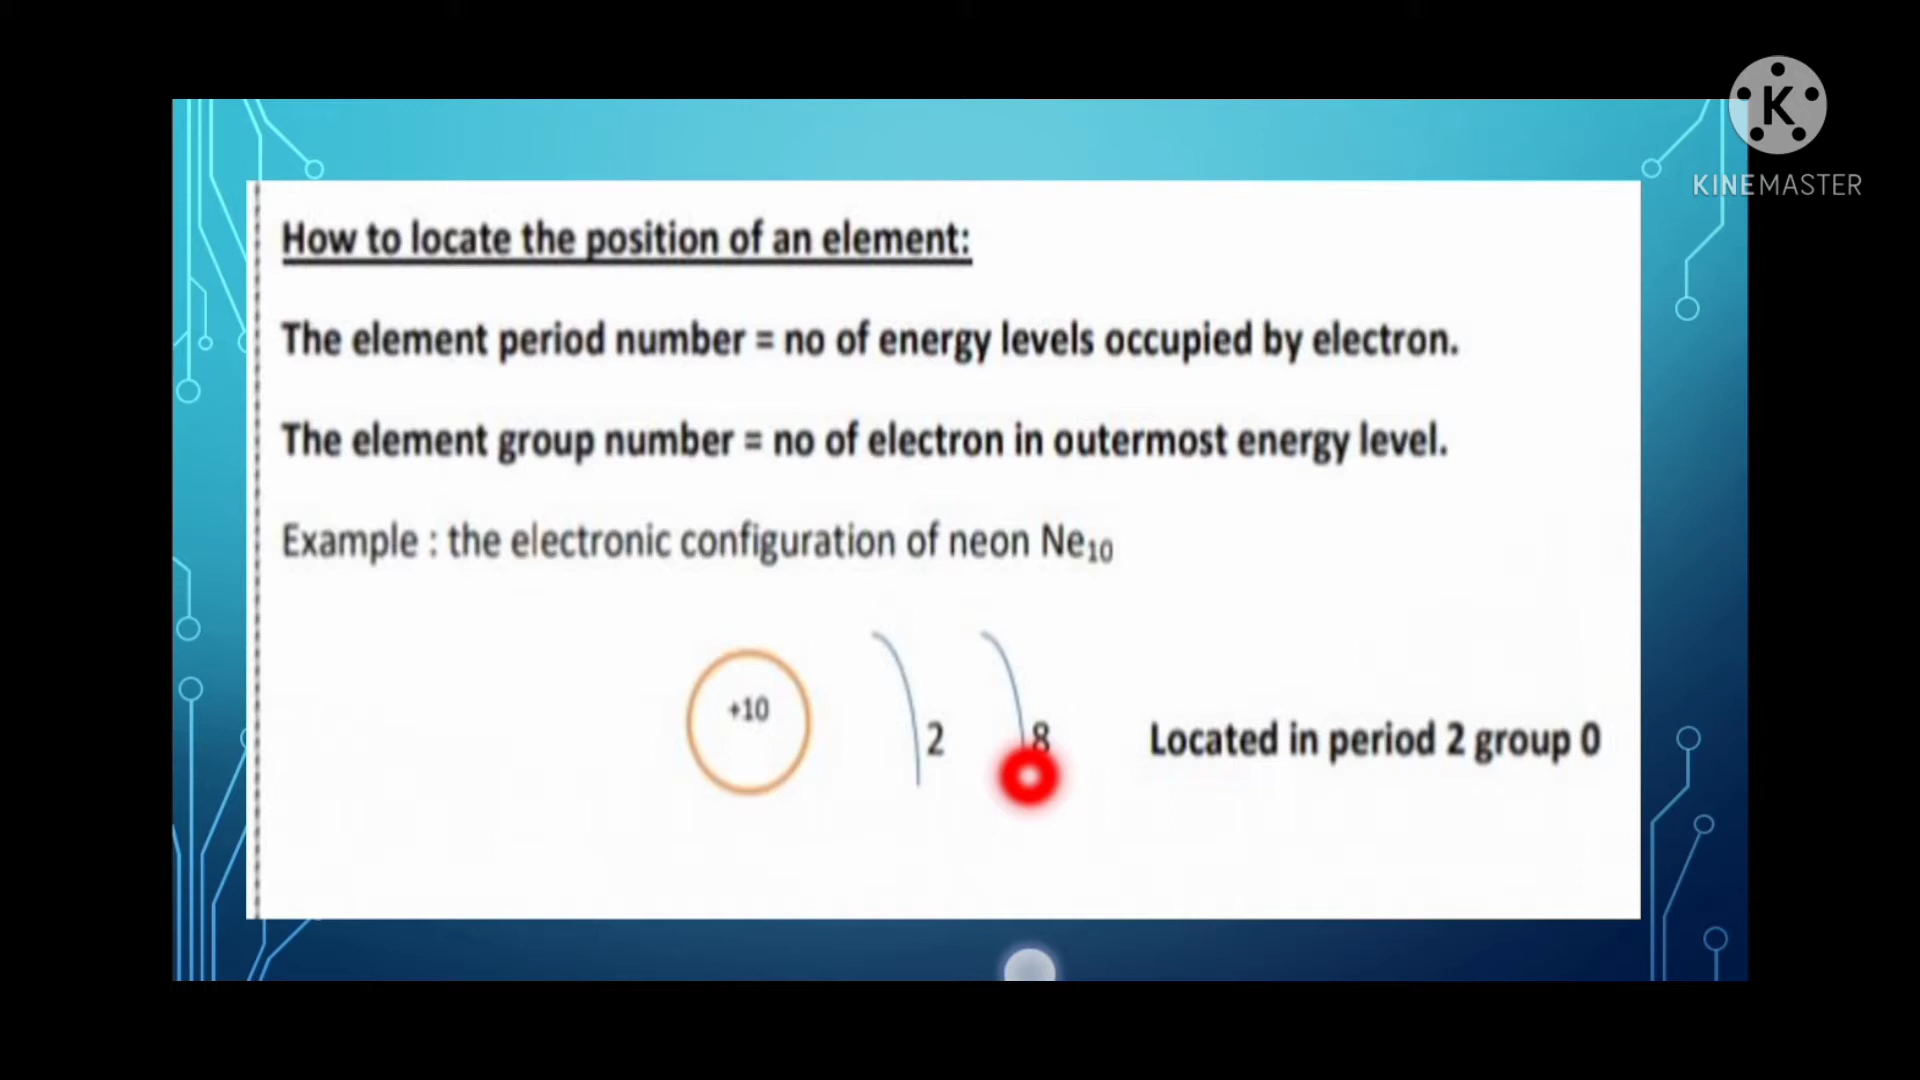 K
KINEMASTER
How to locate the position of an element:
The element period number = no of energy levels occupied by electron.
The element group number = no of electron in outermost energy level.
Example : the electronic configuration of neon Ne₁₀
+10
2
8
Located in period 2 group 0